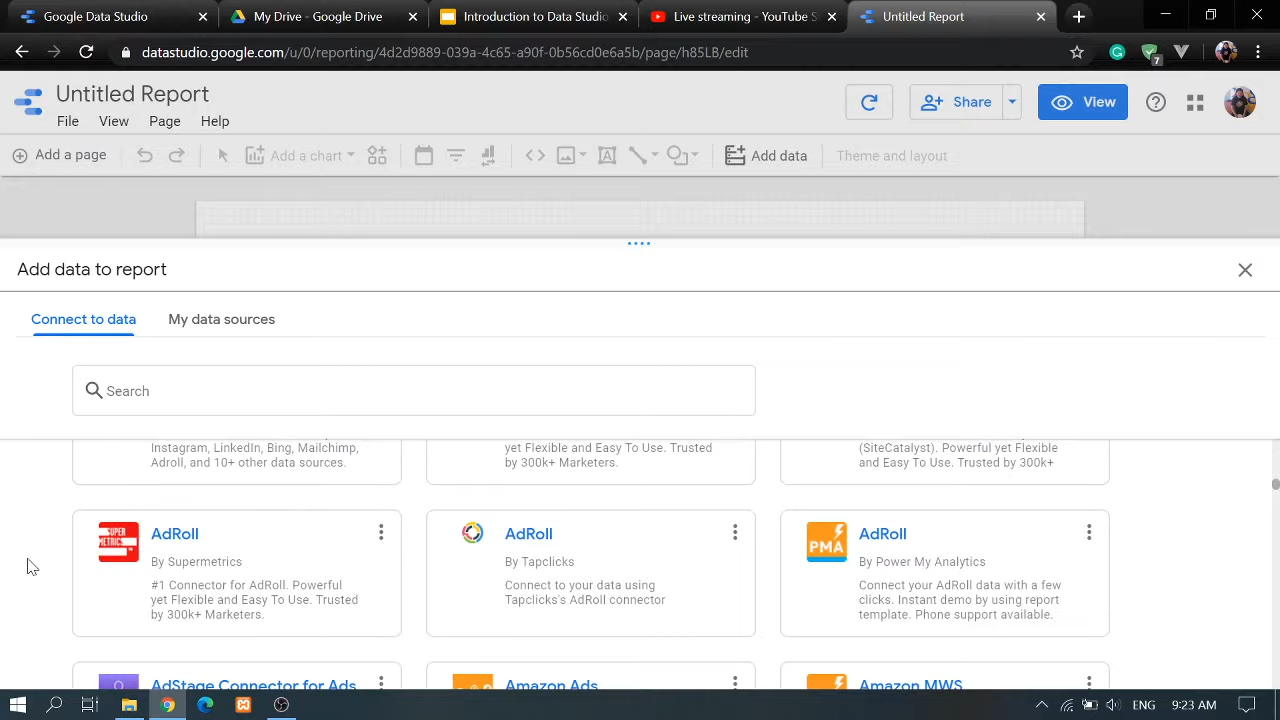 Google Data Studio
My Drive - Google Drive
Introduction to Data Studio
Live streaming - YouTube S
Untitled Report
datastudio.google.com/u/0/reporting/4d2d9889-039a-4c65-a90f-0b56cd0e6a5b/page/h85LB/edit
7
Untitled Report
File View Page Help
Share
View
Add a page
Add a chart
Add data
Theme and layout
Add data to report
Connect to data
My data sources
Search
Instagram, LinkedIn, Bing, Mailchimp,
Adroll, and 10+ other data sources.
yet Flexible and Easy To Use. Trusted
by 300k+ Marketers.
(SiteCatalyst). Powerful yet Flexible
and Easy To Use. Trusted by 300k+
SUPER
METRICS
AdRoll
By Supermetrics
#1 Connector for AdRoll. Powerful
yet Flexible and Easy To Use. Trusted
by 300k+ Marketers.
AdRoll
By Tapclicks
Connect to your data using
Tapclicks's AdRoll connector
PMA
AdRoll
By Power My Analytics
Connect your AdRoll data with a few
clicks. Instant demo by using report
template. Phone support available.
AdStage Connector for Ads
Amazon Ads
Amazon MWS
ENG
9:23 AM